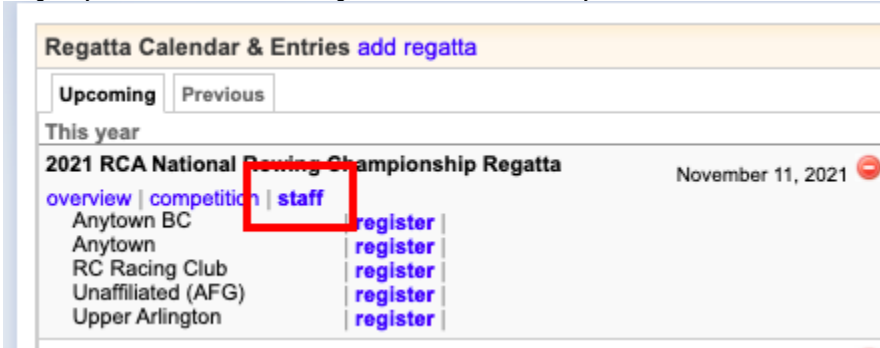 Regatta Calendar & Entries add regatta
Upcoming Previous
This year
2021 RCA National Rowing Championship Regatta November 11, 2021
overview | competition | staff
Anytown BC | register |
Anytown | register |
RC Racing Club | register |
Unaffiliated (AFG) | register |
Upper Arlington | register |